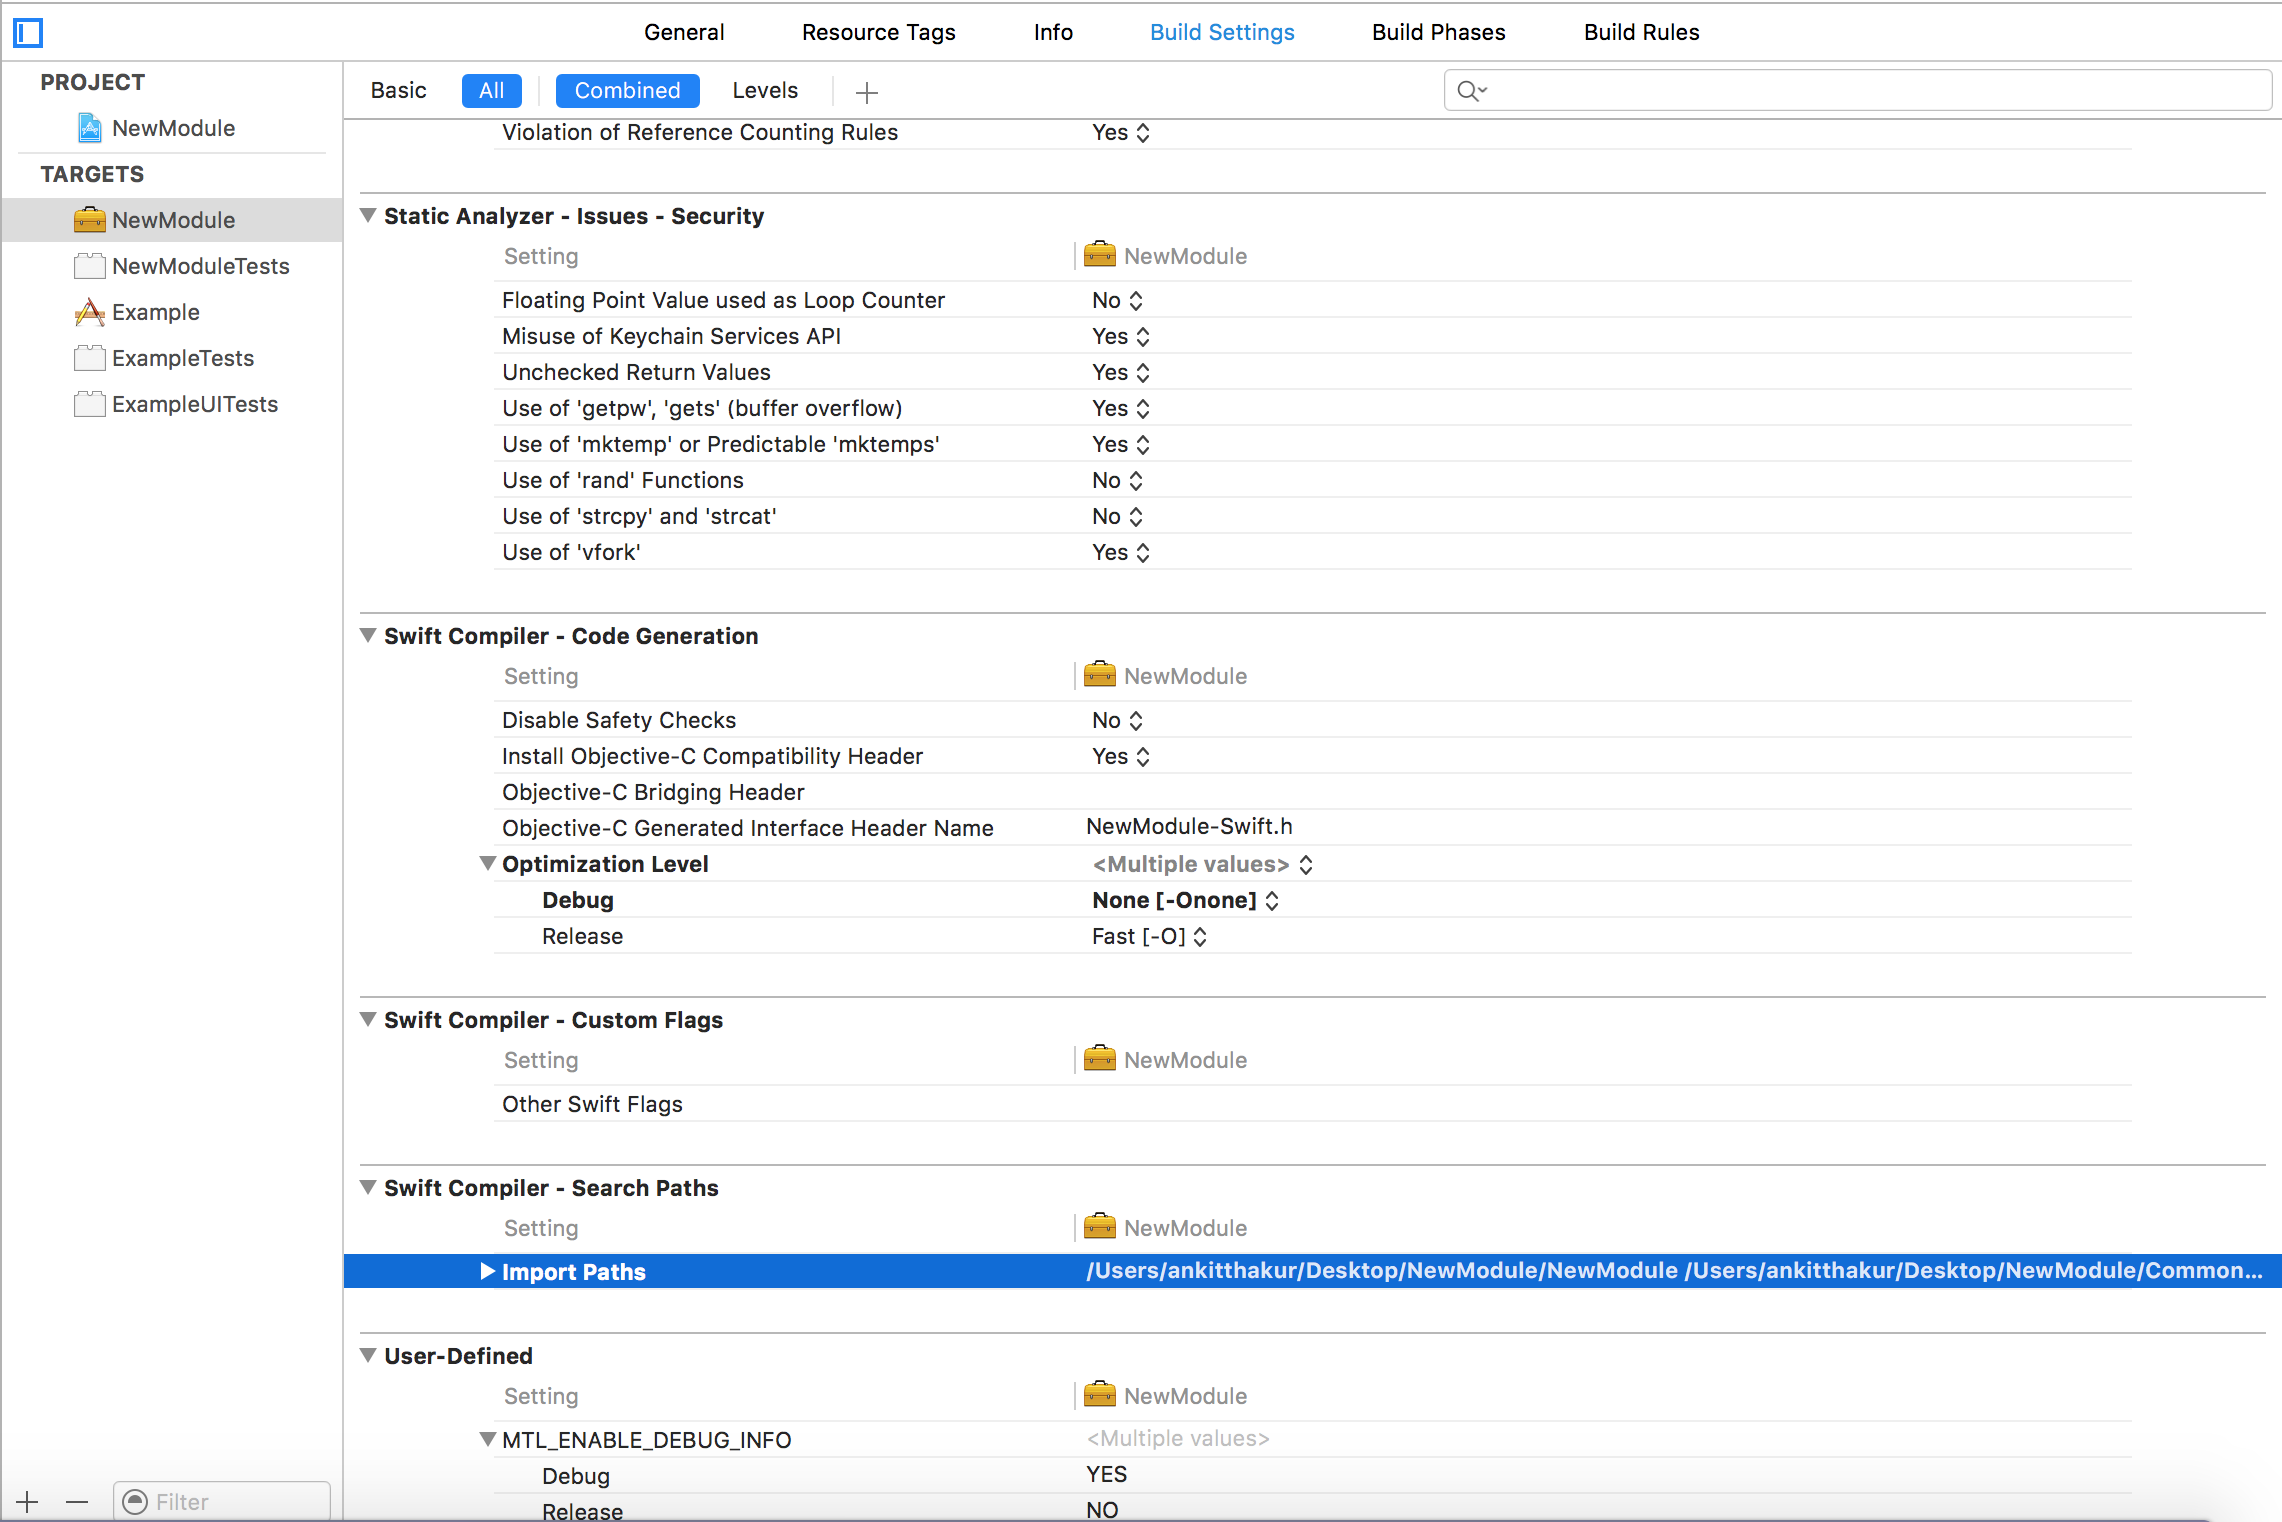 General Resource Tags Info Build Settings Build Phases Build Rules
PROJECT
NewModule
TARGETS
NewModule
NewModuleTests
Example
ExampleTests
ExampleUITests
Filter
Basic All Combined Levels
Violation of Reference Counting Rules Yes
Static Analyzer - Issues - Security
Setting NewModule
Floating Point Value used as Loop Counter No
Misuse of Keychain Services API Yes
Unchecked Return Values Yes
Use of 'getpw', 'gets' (buffer overflow) Yes
Use of 'mktemp' or Predictable 'mktemps' Yes
Use of 'rand' Functions No
Use of 'strcpy' and 'strcat' No
Use of 'vfork' Yes
Swift Compiler - Code Generation
Setting NewModule
Disable Safety Checks No
Install Objective-C Compatibility Header Yes
Objective-C Bridging Header
Objective-C Generated Interface Header Name NewModule-Swift.h
Optimization Level <Multiple values>
Debug None [-Onone]
Release Fast [-O]
Swift Compiler - Custom Flags
Setting NewModule
Other Swift Flags
Swift Compiler - Search Paths
Setting NewModule
Import Paths /Users/ankitthakur/Desktop/NewModule/NewModule /Users/ankitthakur/Desktop/NewModule/Common...
User-Defined
Setting NewModule
MTL_ENABLE_DEBUG_INFO <Multiple values>
Debug YES
Release NO